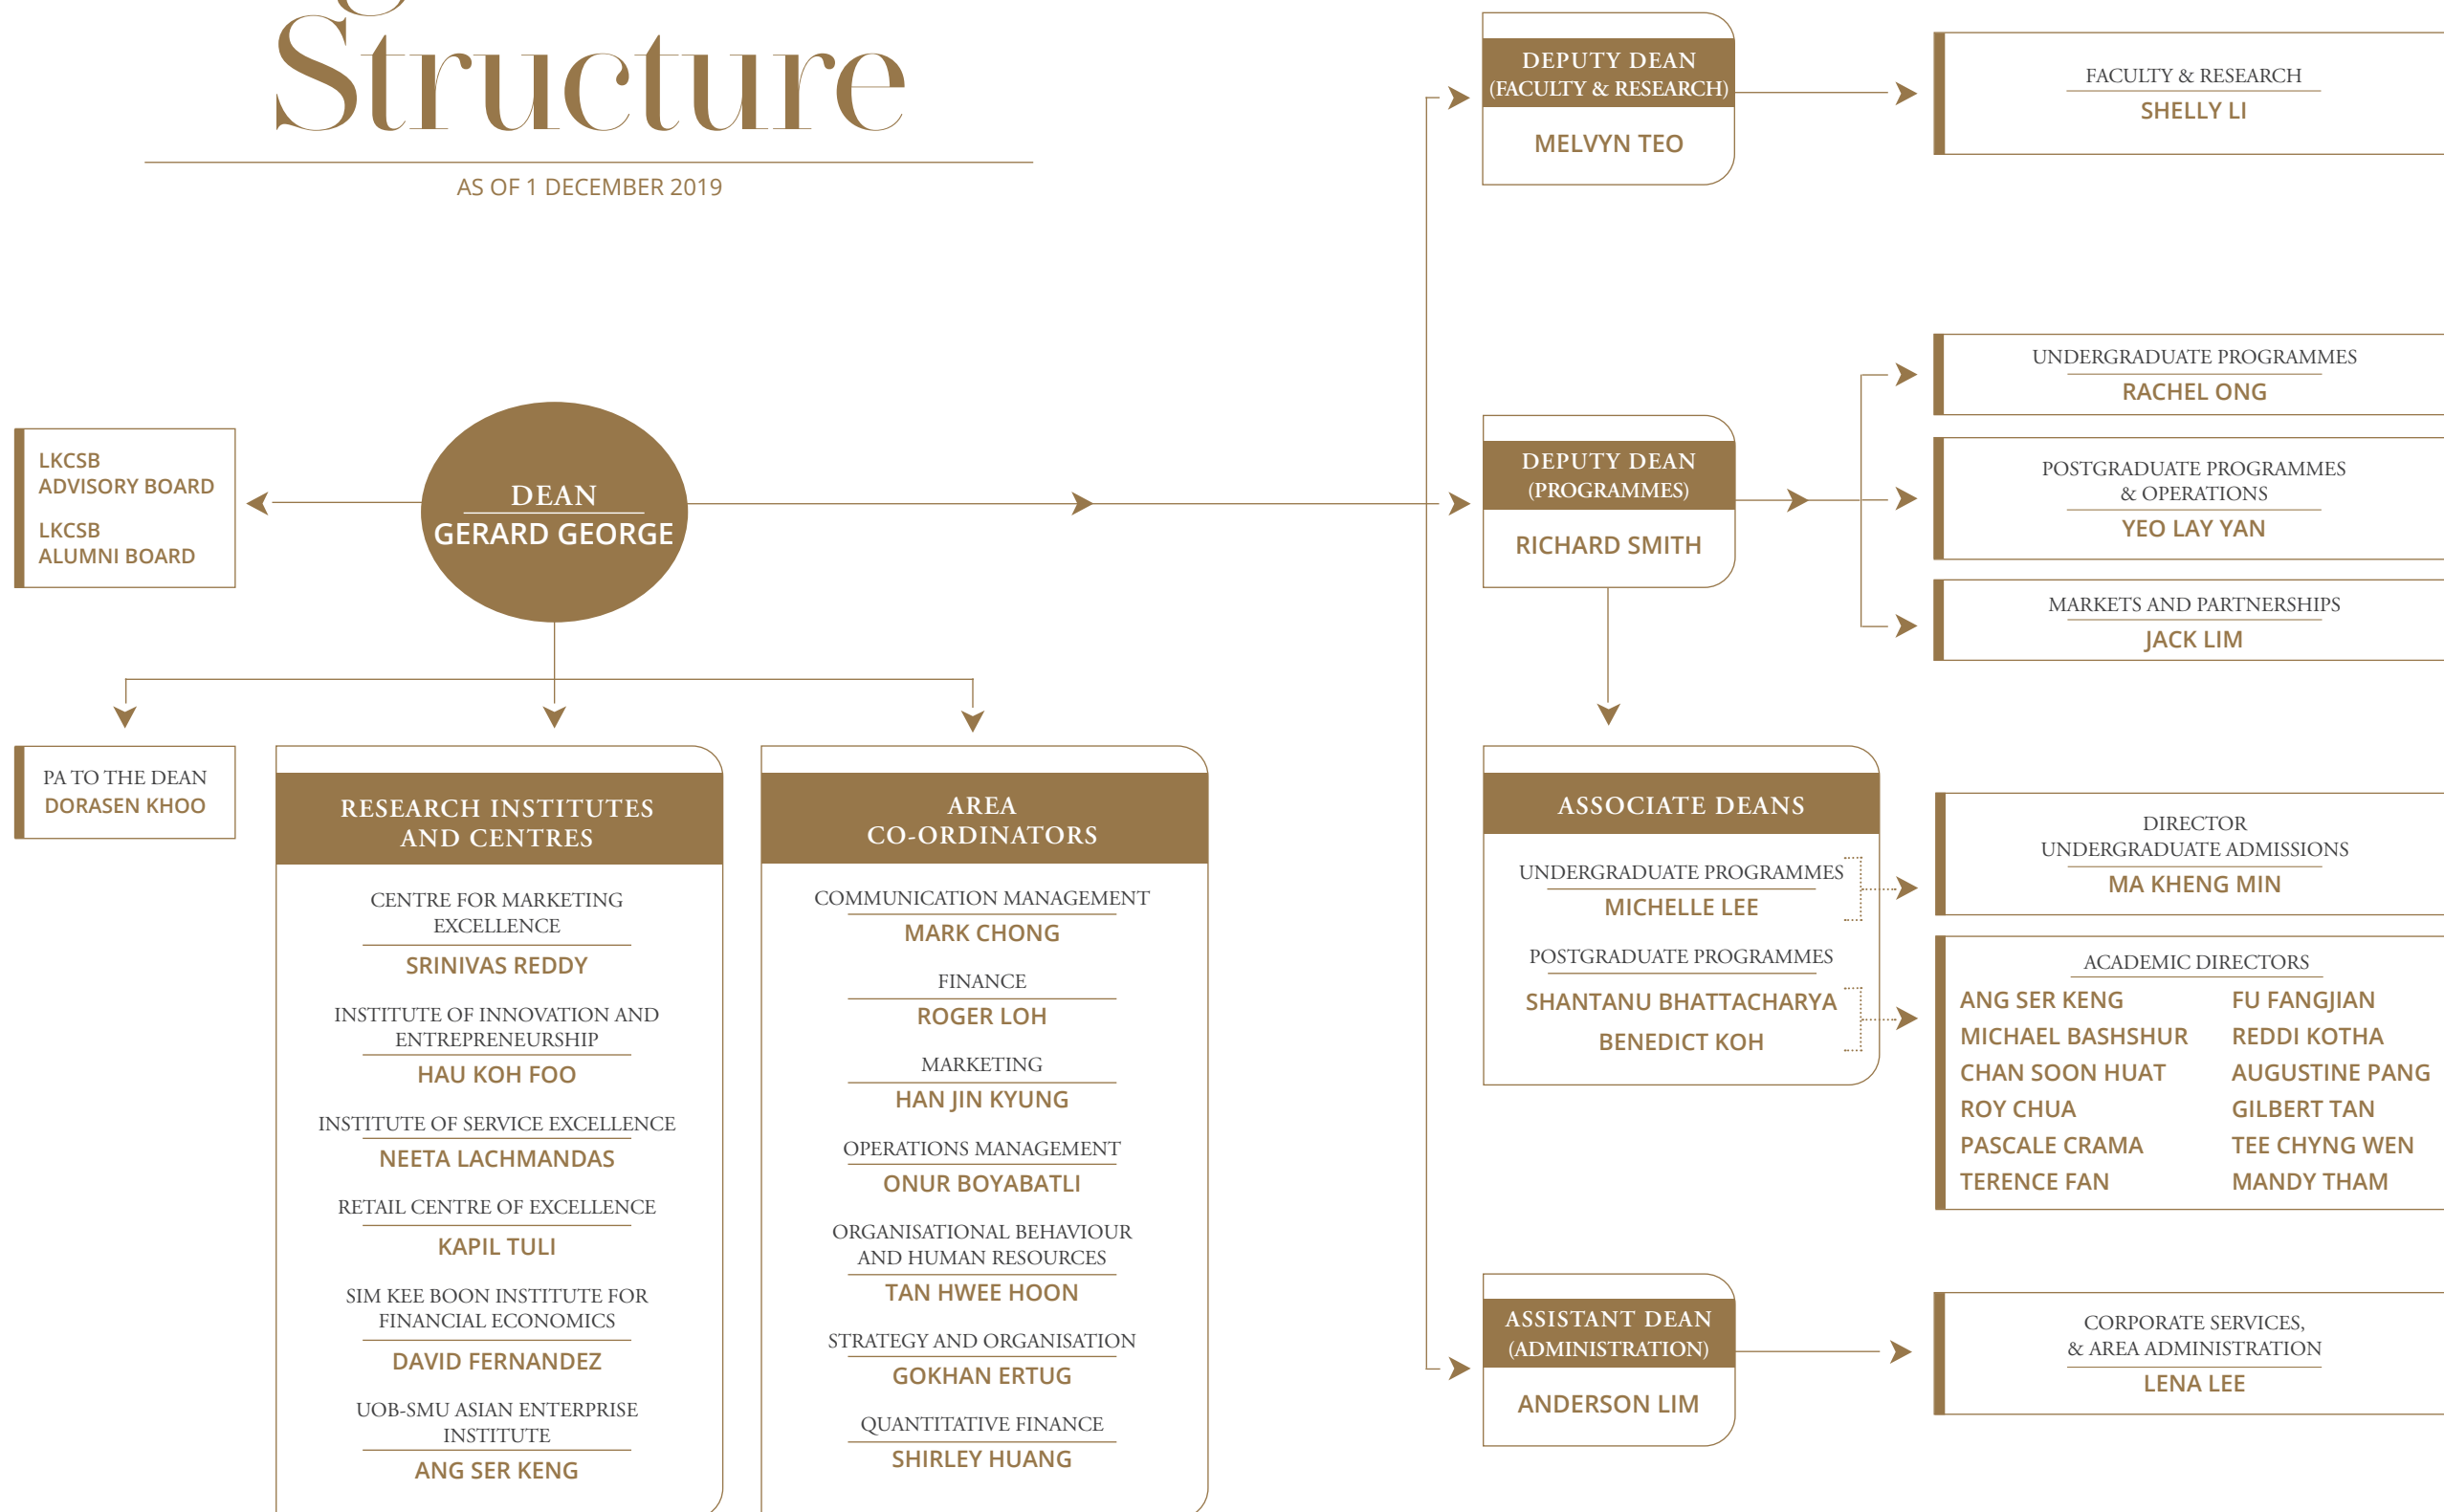 Structure
AS OF 1 DECEMBER 2019
LKCSB
ADVISORY BOARD
LKCSB
ALUMNI BOARD
DEAN
GERARD GEORGE
PA TO THE DEAN
DORASEN KHOO
RESEARCH INSTITUTES
AND CENTRES
CENTRE FOR MARKETING
EXCELLENCE
SRINIVAS REDDY
INSTITUTE OF INNOVATION AND
ENTREPRENEURSHIP
HAU KOH FOO
INSTITUTE OF SERVICE EXCELLENCE
NEETA LACHMANDAS
RETAIL CENTRE OF EXCELLENCE
KAPIL TULI
SIM KEE BOON INSTITUTE FOR
FINANCIAL ECONOMICS
DAVID FERNANDEZ
UOB-SMU ASIAN ENTERPRISE
INSTITUTE
ANG SER KENG
AREA
CO-ORDINATORS
COMMUNICATION MANAGEMENT
MARK CHONG
FINANCE
ROGER LOH
MARKETING
HAN JIN KYUNG
OPERATIONS MANAGEMENT
ONUR BOYABATLI
ORGANISATIONAL BEHAVIOUR
AND HUMAN RESOURCES
TAN HWEE HOON
STRATEGY AND ORGANISATION
GOKHAN ERTUG
QUANTITATIVE FINANCE
SHIRLEY HUANG
DEPUTY DEAN
(FACULTY & RESEARCH)
MELVYN TEO
FACULTY & RESEARCH
SHELLY LI
DEPUTY DEAN
(PROGRAMMES)
RICHARD SMITH
UNDERGRADUATE PROGRAMMES
RACHEL ONG
POSTGRADUATE PROGRAMMES
& OPERATIONS
YEO LAY YAN
MARKETS AND PARTNERSHIPS
JACK LIM
ASSOCIATE DEANS
UNDERGRADUATE PROGRAMMES
MICHELLE LEE
POSTGRADUATE PROGRAMMES
SHANTANU BHATTACHARYA
BENEDICT KOH
DIRECTOR
UNDERGRADUATE ADMISSIONS
MA KHENG MIN
ACADEMIC DIRECTORS
ANG SER KENG FU FANGJIAN
MICHAEL BASHSHUR REDDI KOTHA
CHAN SOON HUAT AUGUSTINE PANG
ROY CHUA GILBERT TAN
PASCALE CRAMA TEE CHYNG WEN
TERENCE FAN MANDY THAM
ASSISTANT DEAN
(ADMINISTRATION)
ANDERSON LIM
CORPORATE SERVICES,
& AREA ADMINISTRATION
LENA LEE